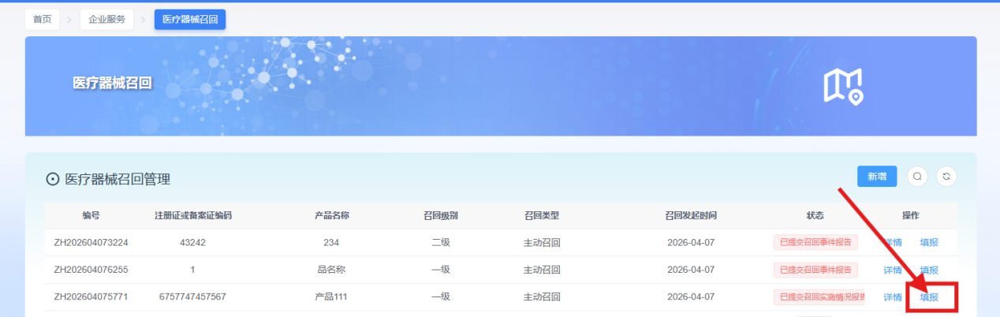 首页 > 企业服务 > 医疗器械召回
医疗器械召回
医疗器械召回管理 新增
编号 注册证或备案证编码 产品名称 召回级别 召回类型 召回发起时间 状态 操作
ZH202604073224 43242 234 二级 主动召回 2026-04-07 已提交召回事件报告 详情 填报
ZH202604076255 1 品名称 一级 主动召回 2026-04-07 已提交召回事件报告 详情 填报
ZH202604075771 6757747457567 产品111 一级 主动召回 2026-04-07 已提交召回实施情况报告 详情 填报